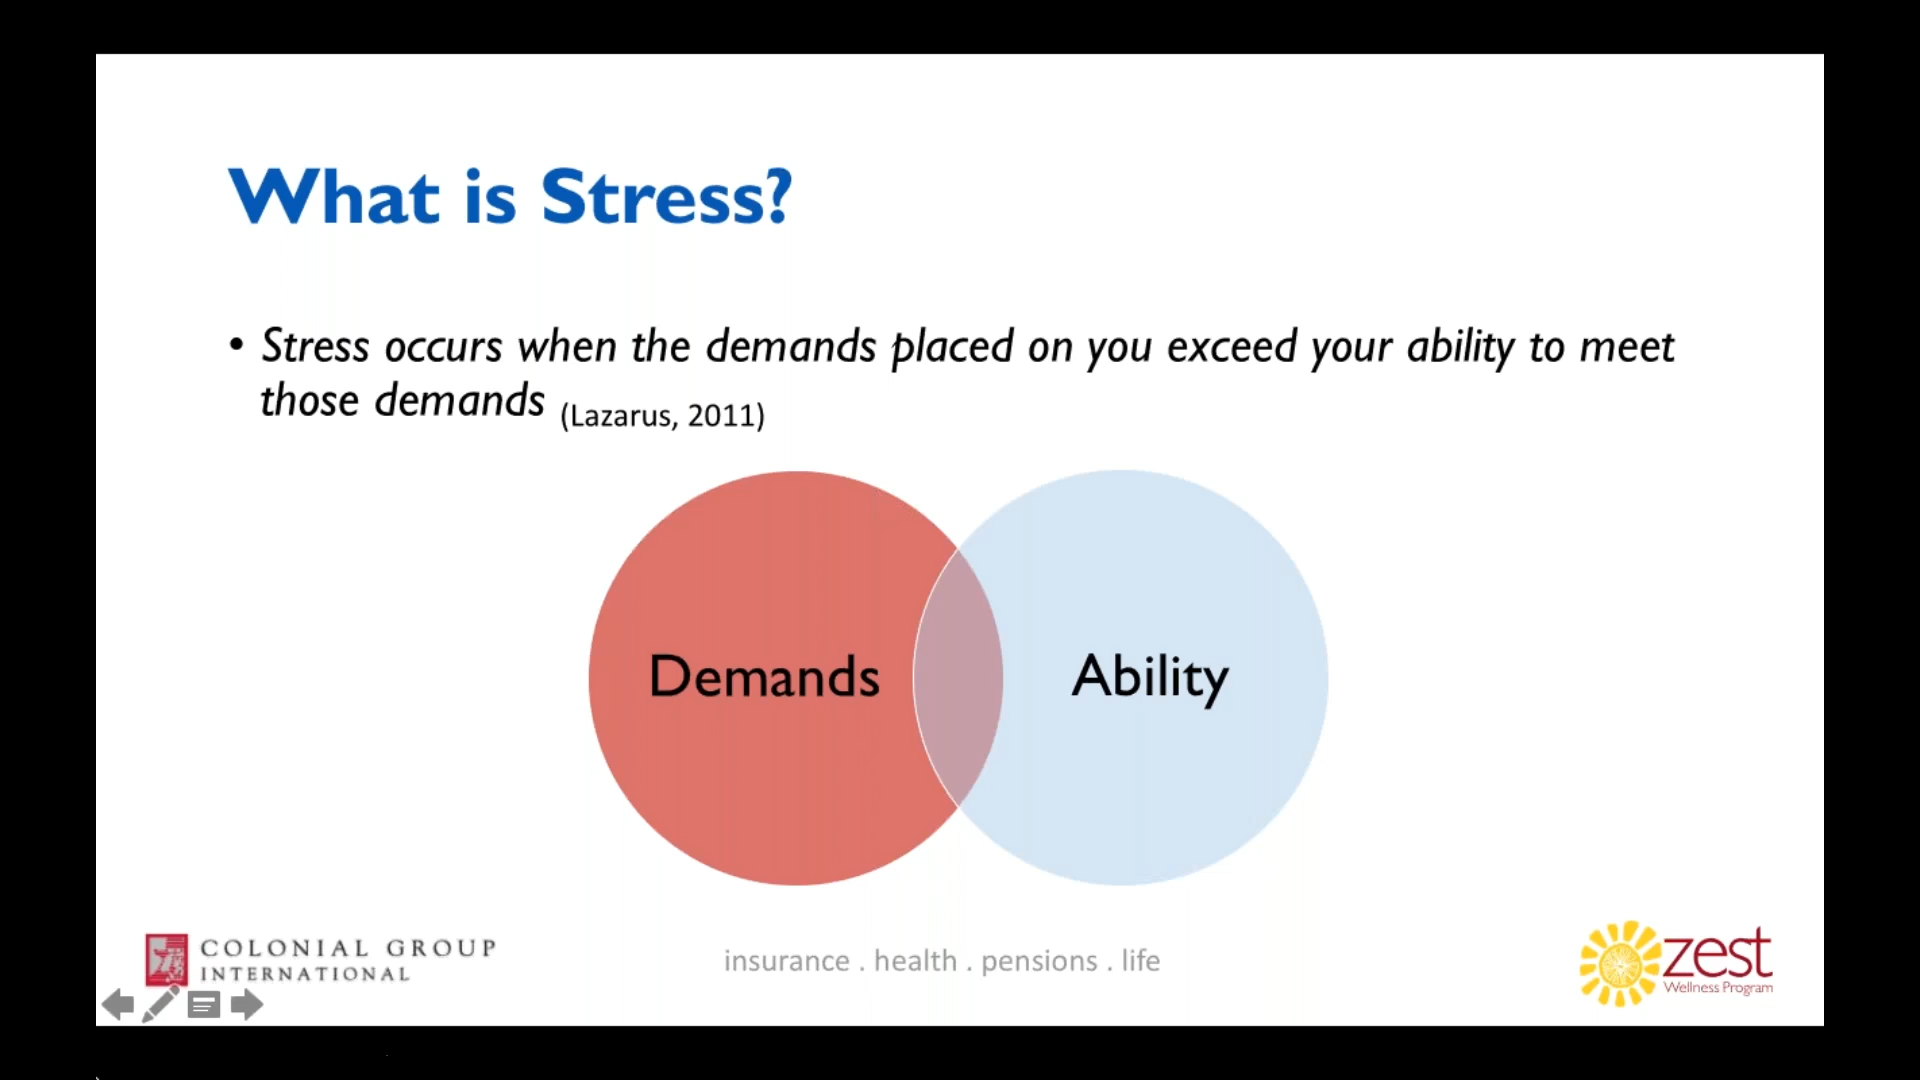 What is Stress?
• Stress occurs when the demands placed on you exceed your ability to meet
those demands (Lazarus, 2011)
Demands
Ability
COLONIAL GROUP
INTERNATIONAL
insurance . health . pensions . life
zest
Wellness Program